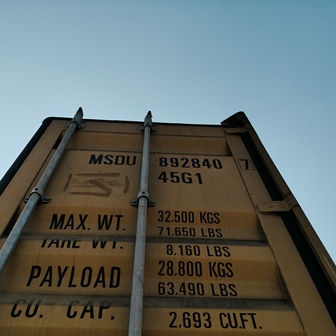 MSDU 892840 7
45G1
MAX. WT. 32.500 KGS
71.650 LBS
TARE WT.
8.160 LBS
PAYLOAD 28.800 KGS
63.490 LBS
CU. CAP.
2.693 CU.FT.